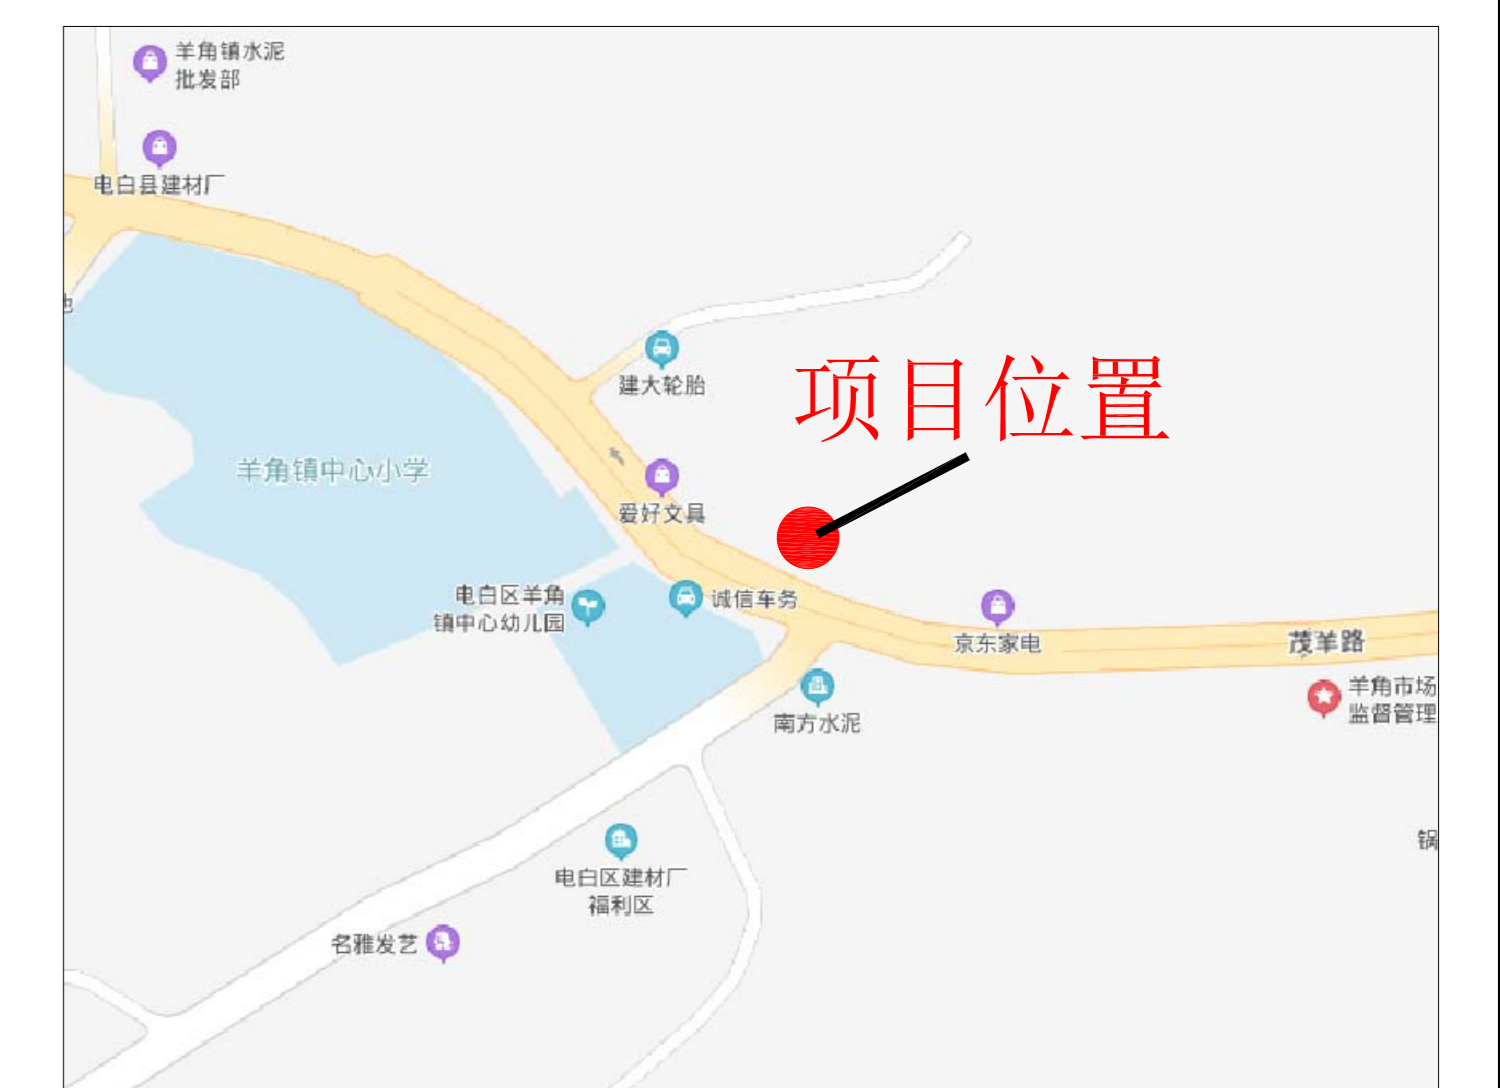 羊角镇水泥
批发部
电白县建材厂
建大轮胎
项目位置
羊角镇中心小学
爱好文具
电白区羊角
镇中心幼儿园
诚信车务
京东家电
茂羊路
羊角市场
监督管理
南方水泥
锅
电白区建材厂
福利区
名雅发艺